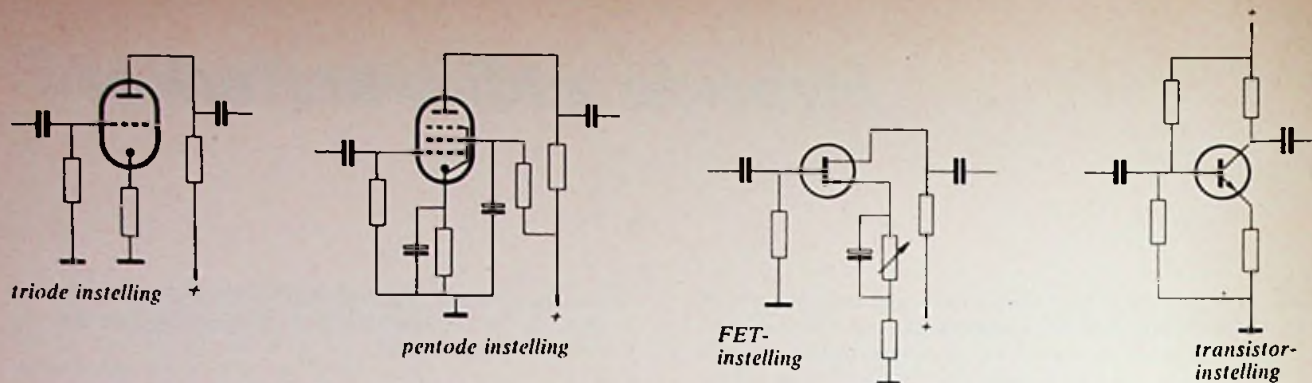 +
triode instelling
+
pentode instelling
+
FET-
instelling
+
transistor-
instelling